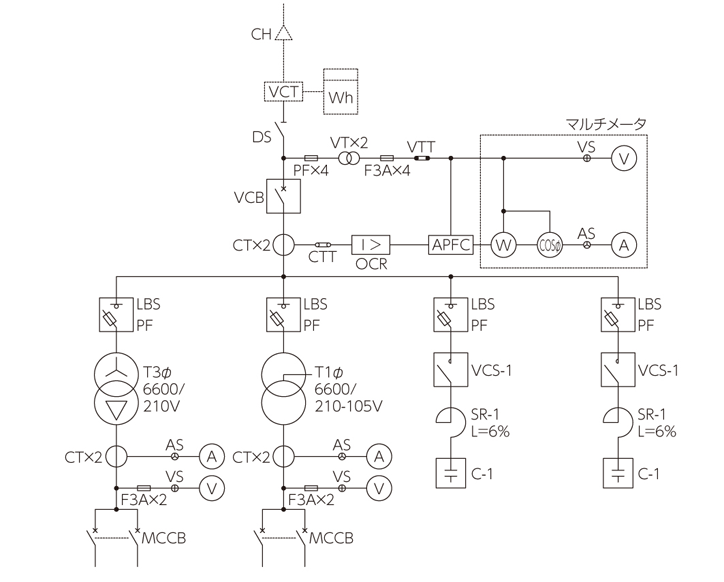 CH
VCT
Wh
DS
マルチメータ
VT×2
VTT
VS
V
PF×4
F3A×4
VCB
CT×2
CTT
I＞
OCR
APFC
W
COSφ
AS
A
LBS
PF
LBS
PF
LBS
PF
LBS
PF
T3φ
6600/
210V
T1φ
6600/
210-105V
VCS-1
VCS-1
SR-1
L=6%
SR-1
L=6%
CT×2
AS
A
CT×2
AS
A
C-1
C-1
VS
V
F3A×2
VS
V
F3A×2
MCCB
MCCB